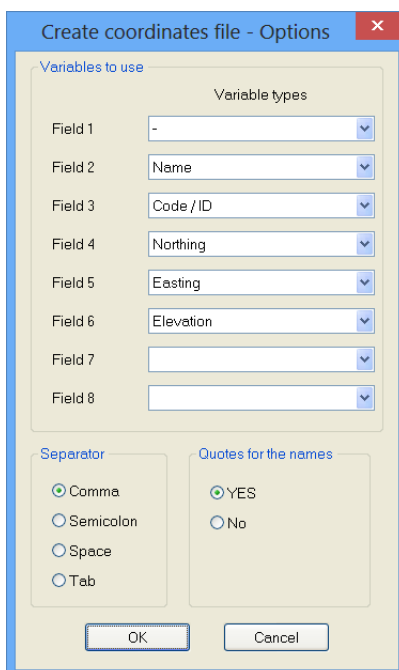 Create coordinates file - Options
Variables to use
Variable types
Field 1 -
Field 2 Name
Field 3 Code / ID
Field 4 Northing
Field 5 Easting
Field 6 Elevation
Field 7
Field 8
Separator
Comma
Semicolon
Space
Tab
Quotes for the names
YES
No
OK Cancel